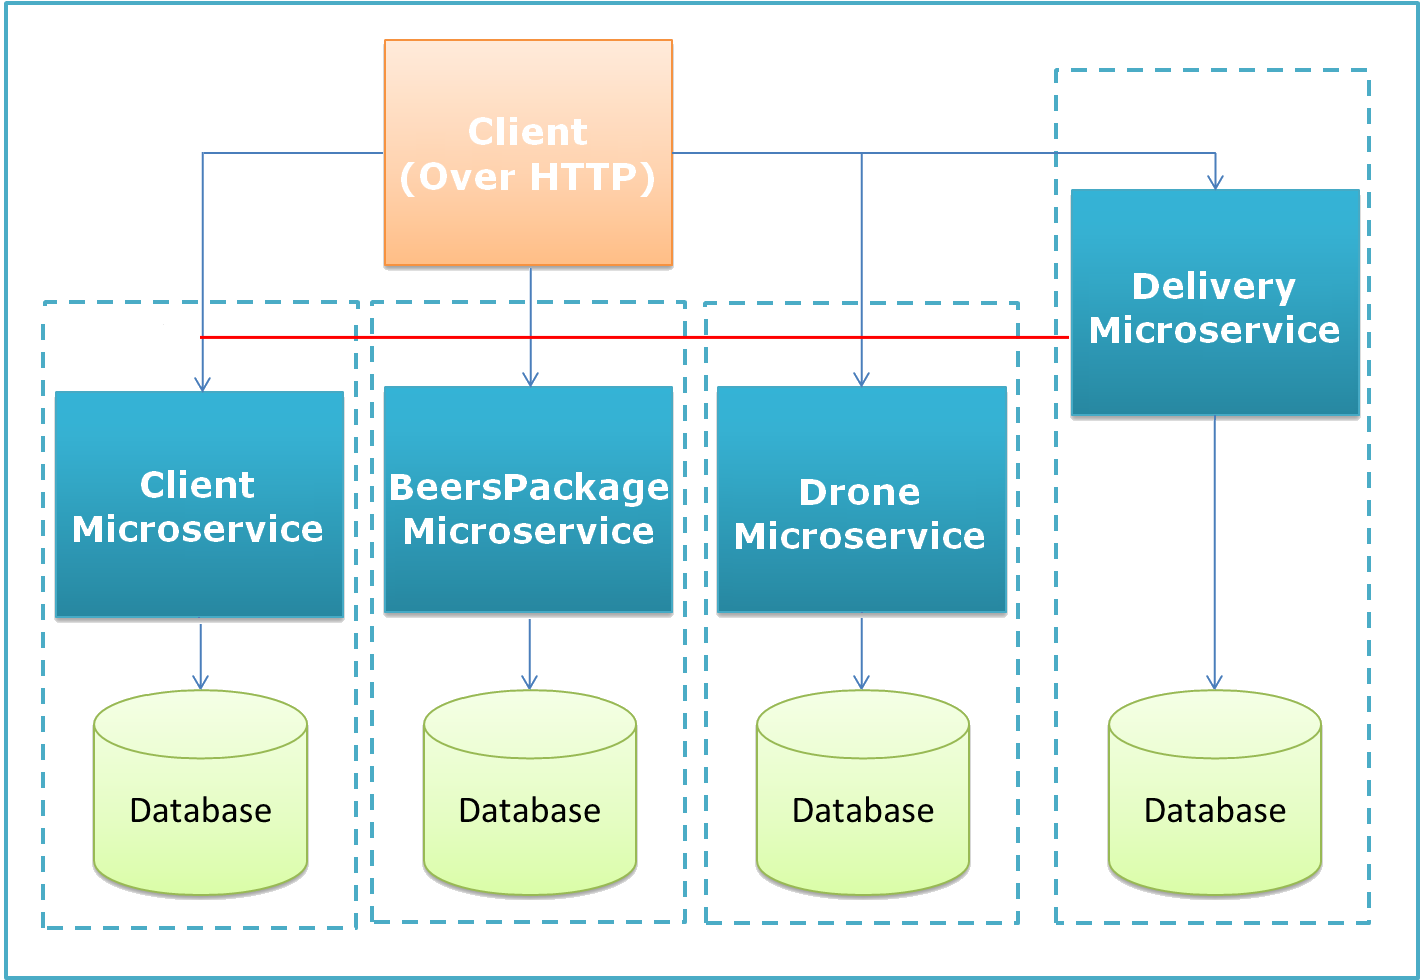 Client
(Over HTTP)
Delivery
Microservice
Client
Microservice
BeersPackage
Microservice
Drone
Microservice
Database
Database
Database
Database